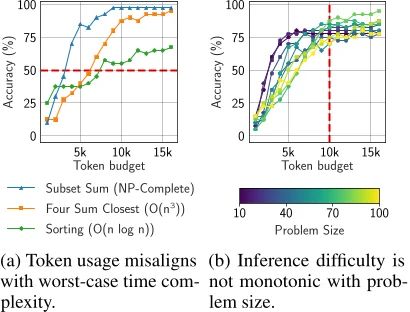 100
75
50
25
0
Accuracy (%)
5k
10k
15k
Token budget
Subset Sum (NP-Complete)
Four Sum Closest (O(n³))
Sorting (O(n log n))
(a) Token usage misaligns
with worst-case time com-
plexity.
100
75
50
25
0
Accuracy (%)
5k
10k
15k
Token budget
10
40
70
100
Problem Size
(b) Inference difficulty is
not monotonic with prob-
lem size.